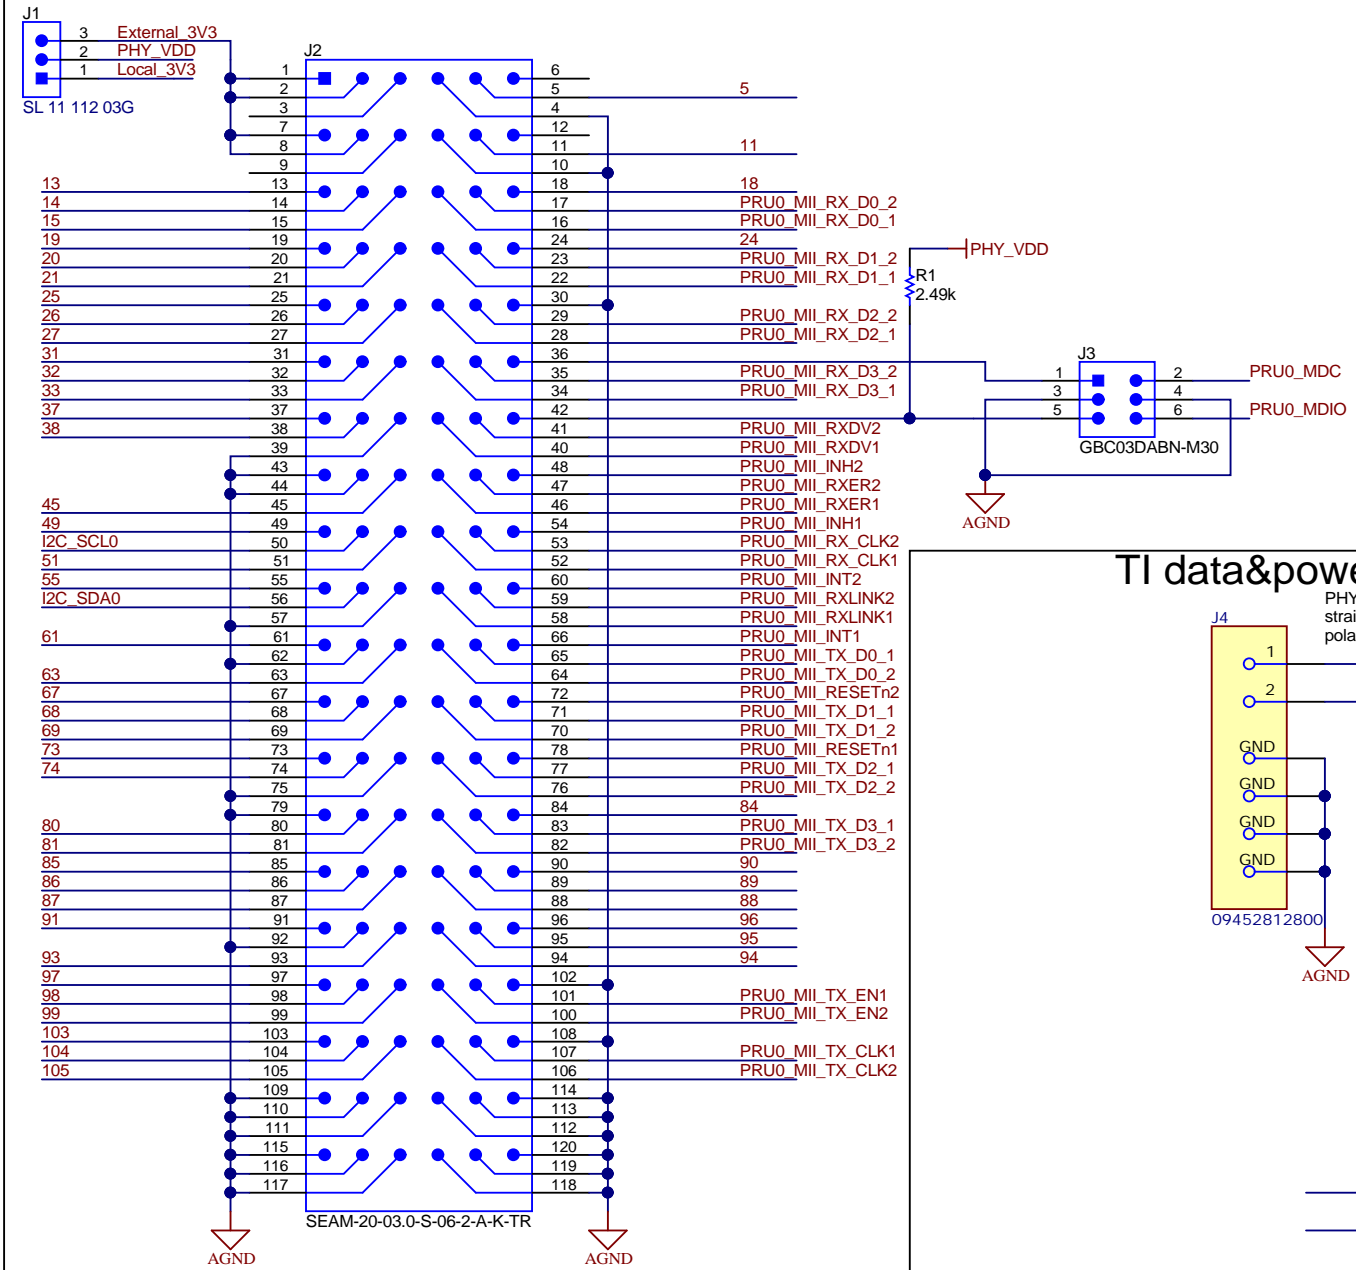 J1
3 External_3V3
2 PHY_VDD
1 Local_3V3
SL 11 112 03G
J2
1 6
2 5 5
3 4
7 12
8 11 11
9 10
13 13 18 18
14 14 17 PRU0_MII_RX_D0_2
15 15 16 PRU0_MII_RX_D0_1
19 19 24 24
20 20 23 PRU0_MII_RX_D1_2
21 21 22 PRU0_MII_RX_D1_1
25 25 30
26 26 29 PRU0_MII_RX_D2_2
27 27 28 PRU0_MII_RX_D2_1
31 31 36
32 32 35 PRU0_MII_RX_D3_2
33 33 34 PRU0_MII_RX_D3_1
37 37 42
38 38 41 PRU0_MII_RXDV2
39 40 PRU0_MII_RXDV1
43 48 PRU0_MII_INH2
44 47 PRU0_MII_RXER2
45 45 46 PRU0_MII_RXER1
49 49 54 PRU0_MII_INH1
I2C_SCL0 50 53 PRU0_MII_RX_CLK2
51 51 52 PRU0_MII_RX_CLK1
55 55 60 PRU0_MII_INT2
I2C_SDA0 56 59 PRU0_MII_RXLINK2
57 58 PRU0_MII_RXLINK1
61 61 66 PRU0_MII_INT1
62 65 PRU0_MII_TX_D0_1
63 63 64 PRU0_MII_TX_D0_2
67 67 72 PRU0_MII_RESETn2
68 68 71 PRU0_MII_TX_D1_1
69 69 70 PRU0_MII_TX_D1_2
73 73 78 PRU0_MII_RESETn1
74 74 77 PRU0_MII_TX_D2_1
75 76 PRU0_MII_TX_D2_2
79 84 84
80 80 83 PRU0_MII_TX_D3_1
81 81 82 PRU0_MII_TX_D3_2
85 85 90 90
86 86 89 89
87 87 88 88
91 91 96 96
92 95 95
93 93 94 94
97 97 102
98 98 101 PRU0_MII_TX_EN1
99 99 100 PRU0_MII_TX_EN2
103 103 108
104 104 107 PRU0_MII_TX_CLK1
105 105 106 PRU0_MII_TX_CLK2
109 114
110 113
111 112
115 120
116 119
117 118
SEAM-20-03.0-S-06-2-A-K-TR
AGND
AGND
PHY_VDD
R1
2.49k
J3
1 2 PRU0_MDC
3 4
5 6 PRU0_MDIO
GBC03DABN-M30
AGND
TI data&powe
PHY
strai
pola
J4
1
2
GND
GND
GND
GND
09452812800
AGND